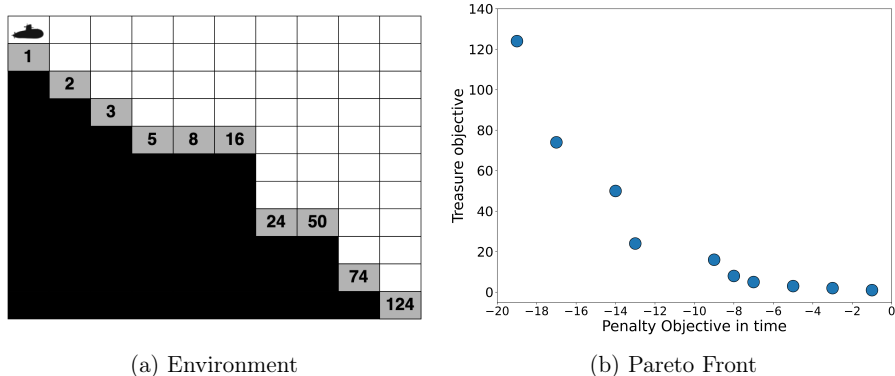 1
2
3
5 8 16
24 50
74
124
(a) Environment
140
120
100
80
60
40
20
0
Treasure objective
−20 −18 −16 −14 −12 −10 −8 −6 −4 −2 0
Penalty Objective in time
(b) Pareto Front